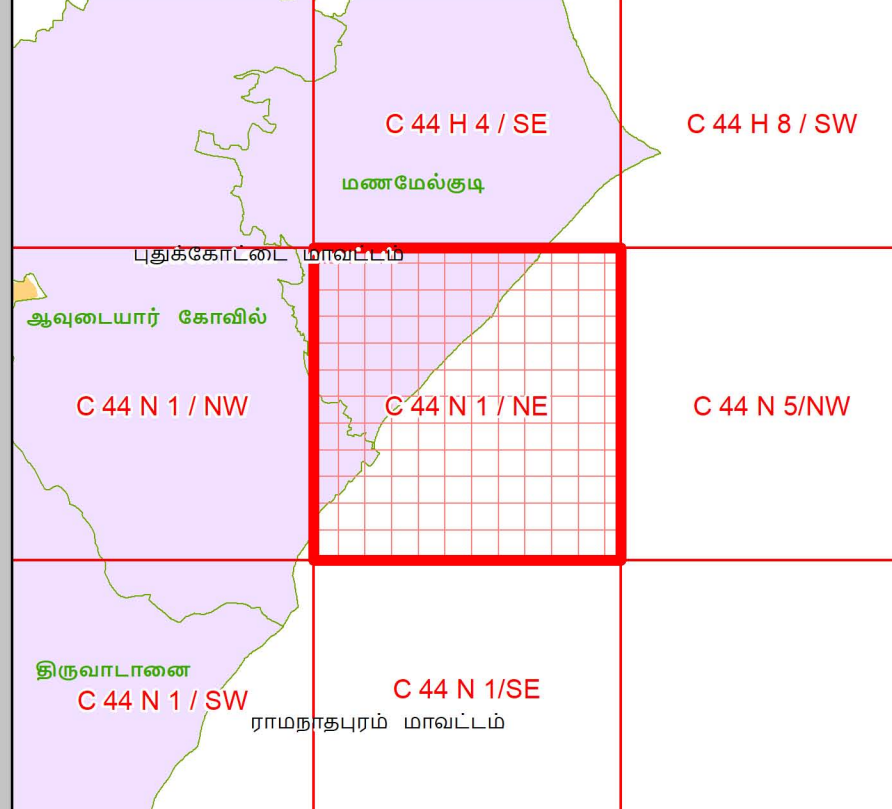 C 44 H 4 / SE
C 44 H 8 / SW
மணமேல்குடி
புதுக்கோட்டை மாவட்டம்
ஆவுடையார் கோவில்
C 44 N 1 / NW
C 44 N 1 / NE
C 44 N 5/NW
திருவாடானை
C 44 N 1 / SW
C 44 N 1/SE
ராமநாதபுரம் மாவட்டம்